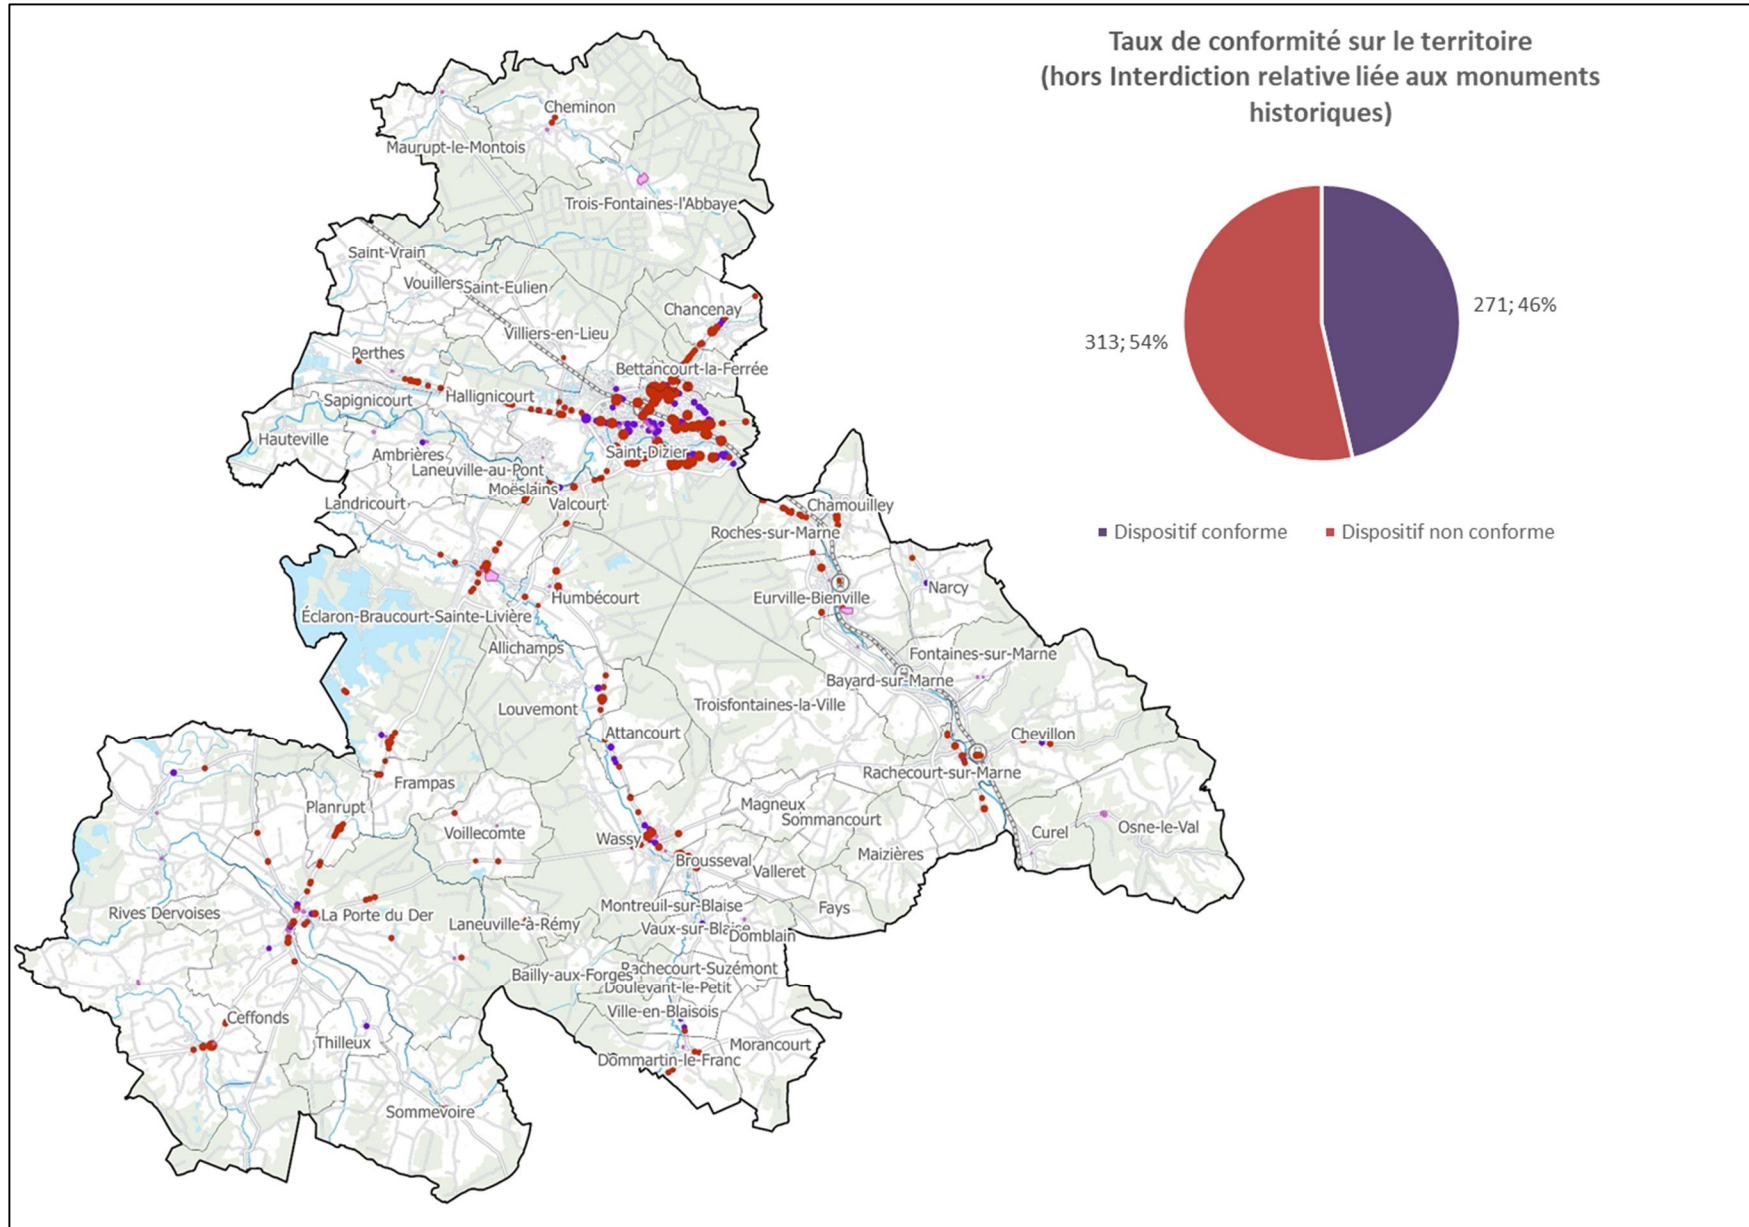 Taux de conformité sur le territoire
(hors Interdiction relative liée aux monuments
historiques)
271; 46%
313; 54%
Dispositif conforme
Dispositif non conforme
Cheminon
Maurupt-le-Montois
Trois-Fontaines-l'Abbaye
Saint-Vrain
Vouillers
Saint-Eulien
Chancenay
Villiers-en-Lieu
Perthes
Bettancourt-la-Ferrée
Hallignicourt
Sapignicourt
Hauteville
Ambrières
Saint-Dizier
Laneuville-au-Pont
Moëslains
Landricourt
Valcourt
Chamouilley
Roches-sur-Marne
Narcy
Humbécourt
Eurville-Bienville
Éclaron-Braucourt-Sainte-Livière
Allichamps
Fontaines-sur-Marne
Bayard-sur-Marne
Louvemont
Troisfontaines-la-Ville
Attancourt
Chevillon
Rachecourt-sur-Marne
Frampas
Planrupt
Magneux
Sommancourt
Voillecomte
Wassy
Curel
Osne-le-Val
Maizières
Brousseval
Valleret
Rives Dervoises
La Porte du Der
Montreuil-sur-Blaise
Fays
Laneuville-à-Rémy
Vaux-sur-Blaise
Domblain
Bailly-aux-Forges
Rachecourt-Suzémont
Doulevant-le-Petit
Ville-en-Blaisois
Ceffonds
Thilleux
Morancourt
Dommartin-le-Franc
Sommevoire